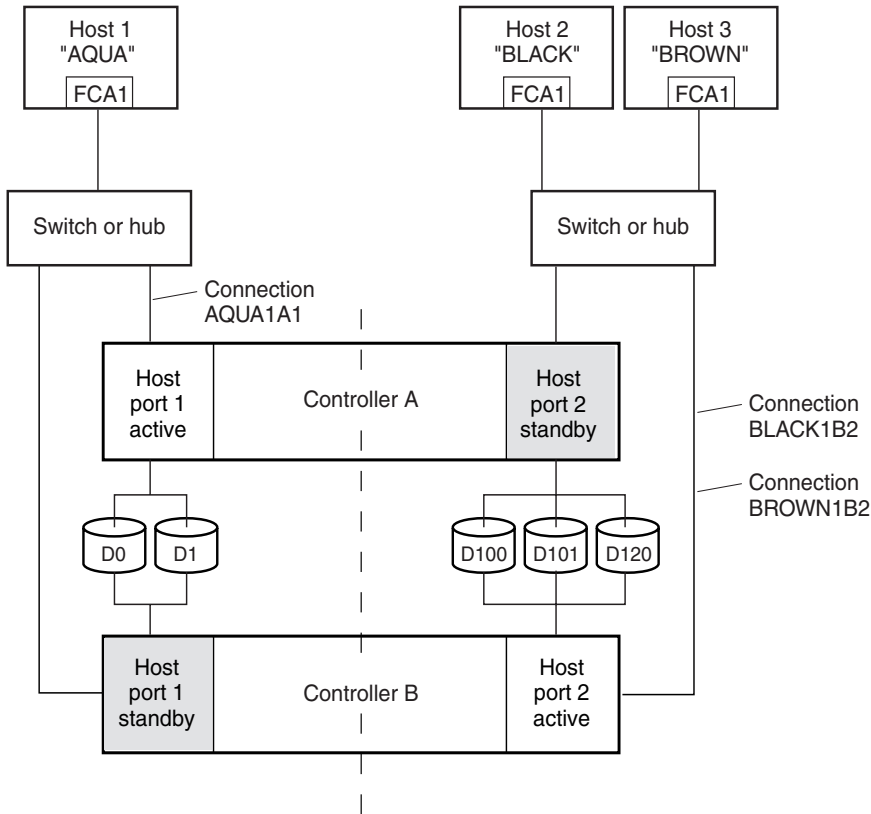 Host 1
"AQUA"
FCA1
Host 2
"BLACK"
FCA1
Host 3
"BROWN"
FCA1
Switch or hub
Switch or hub
Connection
AQUA1A1
Host
port 1
active
Controller A
Host
port 2
standby
Connection
BLACK1B2
Connection
BROWN1B2
D0
D1
D100
D101
D120
Host
port 1
standby
Controller B
Host
port 2
active